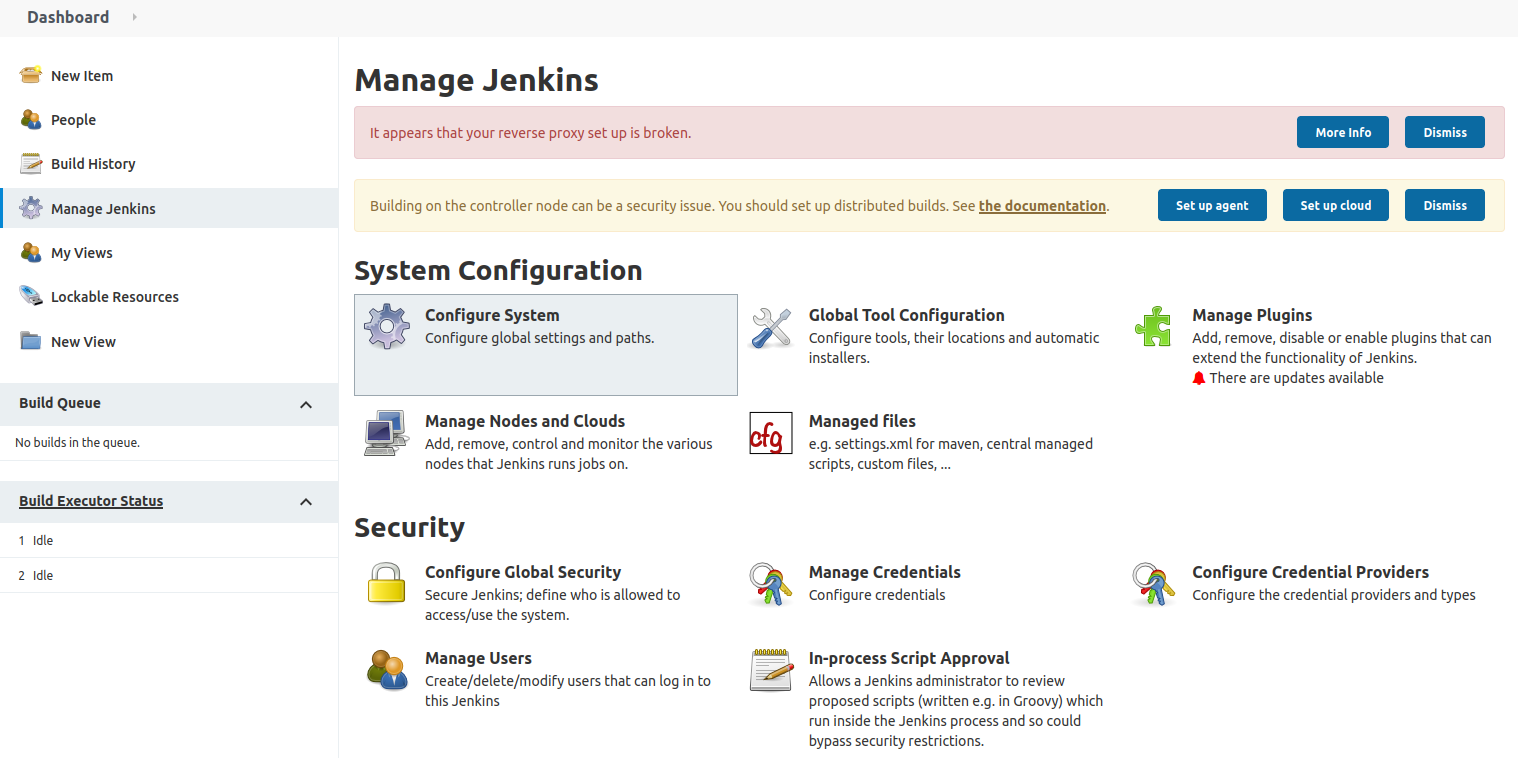 Dashboard
New Item
People
Build History
Manage Jenkins
My Views
Lockable Resources
New View
Build Queue
No builds in the queue.
Build Executor Status
1 Idle
2 Idle
Manage Jenkins
It appears that your reverse proxy set up is broken.
More Info
Dismiss
Building on the controller node can be a security issue. You should set up distributed builds. See the documentation.
Set up agent
Set up cloud
Dismiss
System Configuration
Configure System
Configure global settings and paths.
Global Tool Configuration
Configure tools, their locations and automatic
installers.
Manage Plugins
Add, remove, disable or enable plugins that can
extend the functionality of Jenkins.
There are updates available
Manage Nodes and Clouds
Add, remove, control and monitor the various
nodes that Jenkins runs jobs on.
cfg
Managed files
e.g. settings.xml for maven, central managed
scripts, custom files, ...
Security
Configure Global Security
Secure Jenkins; define who is allowed to
access/use the system.
Manage Credentials
Configure credentials
Configure Credential Providers
Configure the credential providers and types
Manage Users
Create/delete/modify users that can log in to
this Jenkins
In-process Script Approval
Allows a Jenkins administrator to review
proposed scripts (written e.g. in Groovy) which
run inside the Jenkins process and so could
bypass security restrictions.